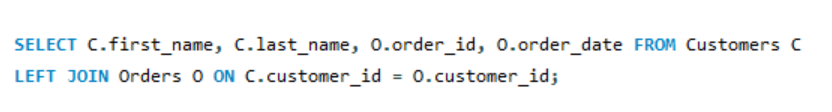 SELECT C.first_name, C.last_name, O.order_id, O.order_date FROM Customers C
LEFT JOIN Orders O ON C.customer_id = O.customer_id;